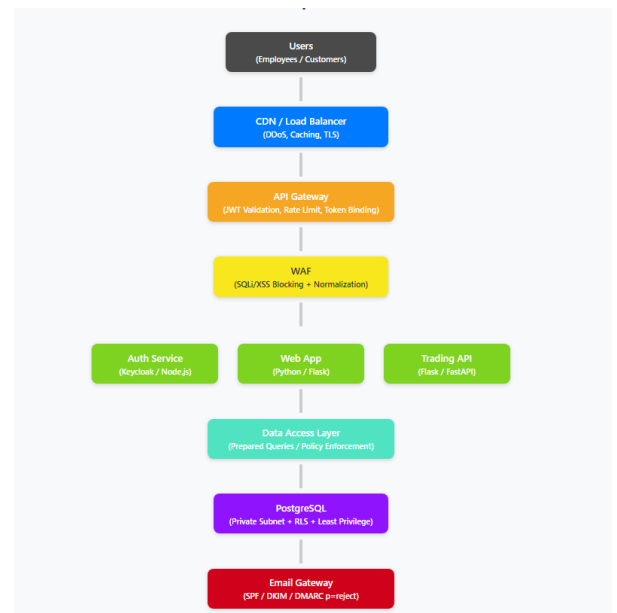 Users
(Employees / Customers)
CDN / Load Balancer
(DDoS, Caching, TLS)
API Gateway
(JWT Validation, Rate Limit, Token Binding)
WAF
(SQLi/XSS Blocking + Normalization)
Auth Service
(Keycloak / Node.js)
Web App
(Python / Flask)
Trading API
(Flask / FastAPI)
Data Access Layer
(Prepared Queries / Policy Enforcement)
PostgreSQL
(Private Subnet + RLS + Least Privilege)
Email Gateway
(SPF / DKIM / DMARC p=reject)